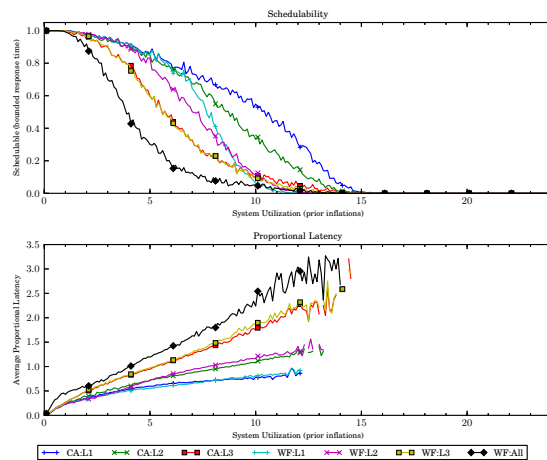 Schedulability
Schedulable (bounded response time)
1.0
0.8
0.6
0.4
0.2
0.0
0 5 10 15 20
System Utilization (prior inflations)
Proportional Latency
Average Proportional Latency
3.5
3.0
2.5
2.0
1.5
1.0
0.5
0.0
0 5 10 15 20
System Utilization (prior inflations)
CA:L1 CA:L2 CA:L3 WF:L1 WF:L2 WF:L3 WF:All